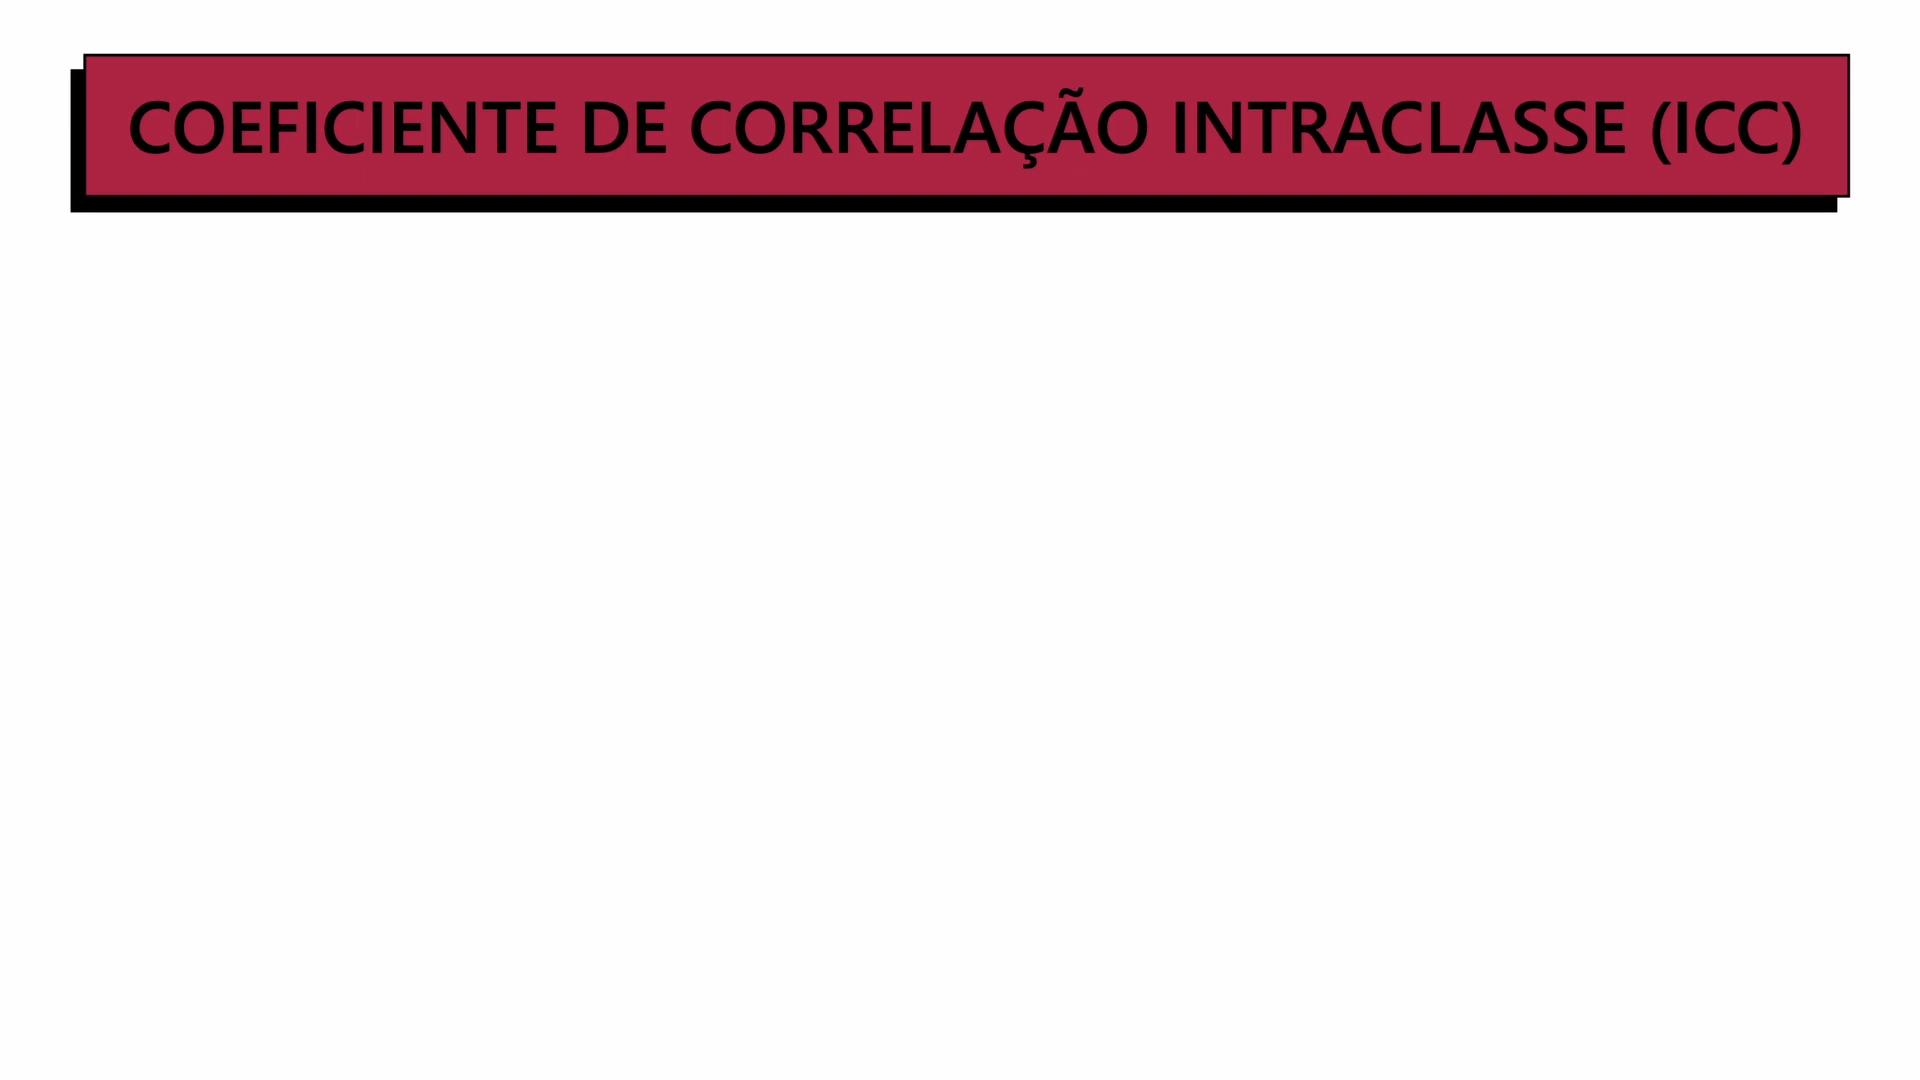 COEFICIENTE DE CORRELAÇÃO INTRACLASSE (ICC)